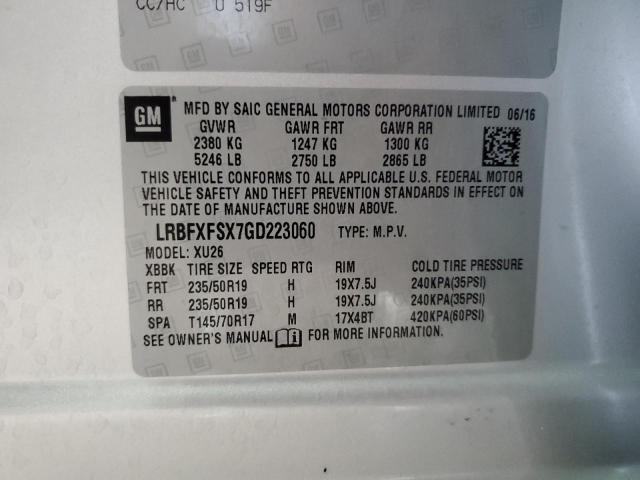 CC/HC U 519F
GM
MFD BY SAIC GENERAL MOTORS CORPORATION LIMITED 06/16
GVWR GAWR FRT GAWR RR
2380 KG 1247 KG 1300 KG
5246 LB 2750 LB 2865 LB
THIS VEHICLE CONFORMS TO ALL APPLICABLE U.S. FEDERAL MOTOR
VEHICLE SAFETY AND THEFT PREVENTION STANDARDS IN EFFECT ON
THE DATE OF MANUFACTURE SHOWN ABOVE.
LRBFXFSX7GD223060 TYPE: M.P.V.
MODEL: XU26
XBBK TIRE SIZE SPEED RTG RIM COLD TIRE PRESSURE
FRT 235/50R19 H 19X7.5J 240KPA(35PSI)
RR 235/50R19 H 19X7.5J 240KPA(35PSI)
SPA T145/70R17 M 17X4BT 420KPA(60PSI)
SEE OWNER'S MANUAL FOR MORE INFORMATION.